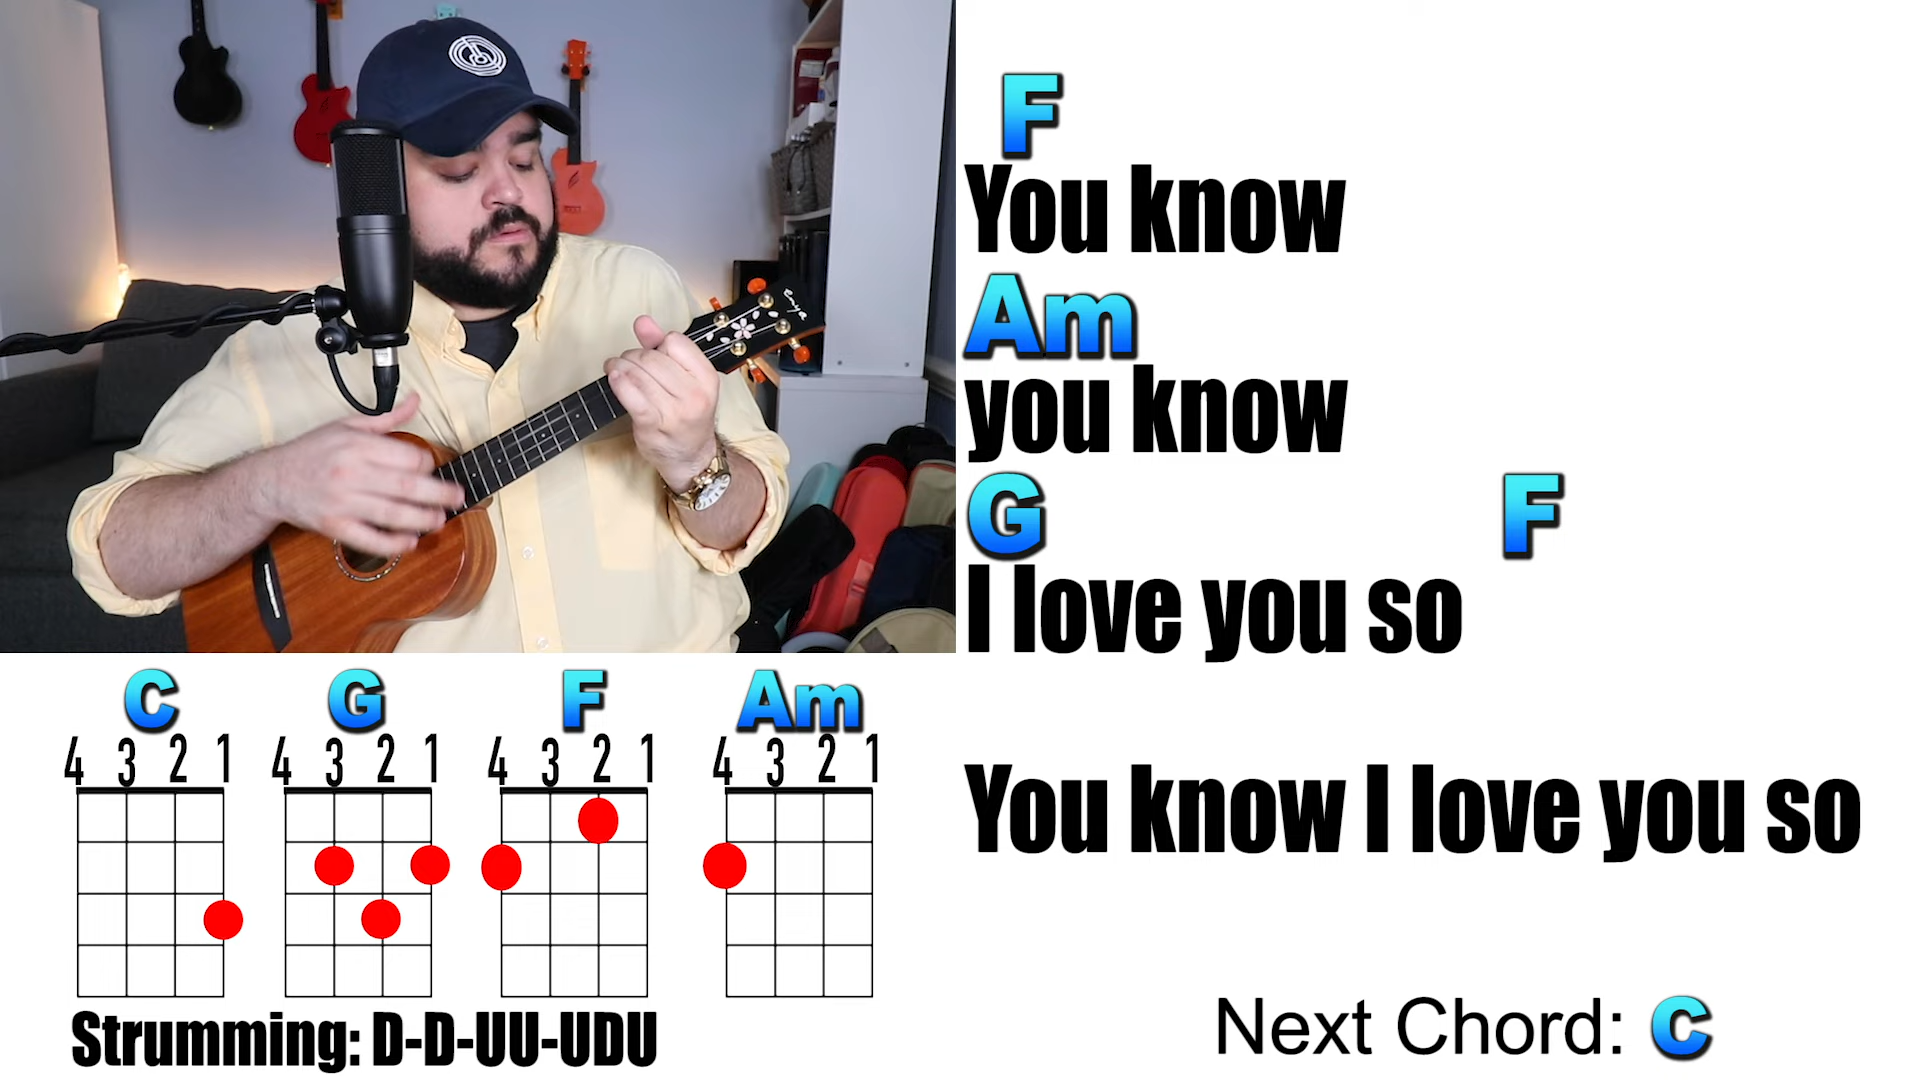 F
You know
Am
you know
G F
I love you so
You know I love you so
C G F Am
4 3 2 1 4 3 2 1 4 3 2 1 4 3 2 1
Strumming: D-D-UU-UDU
Next Chord: C
enya